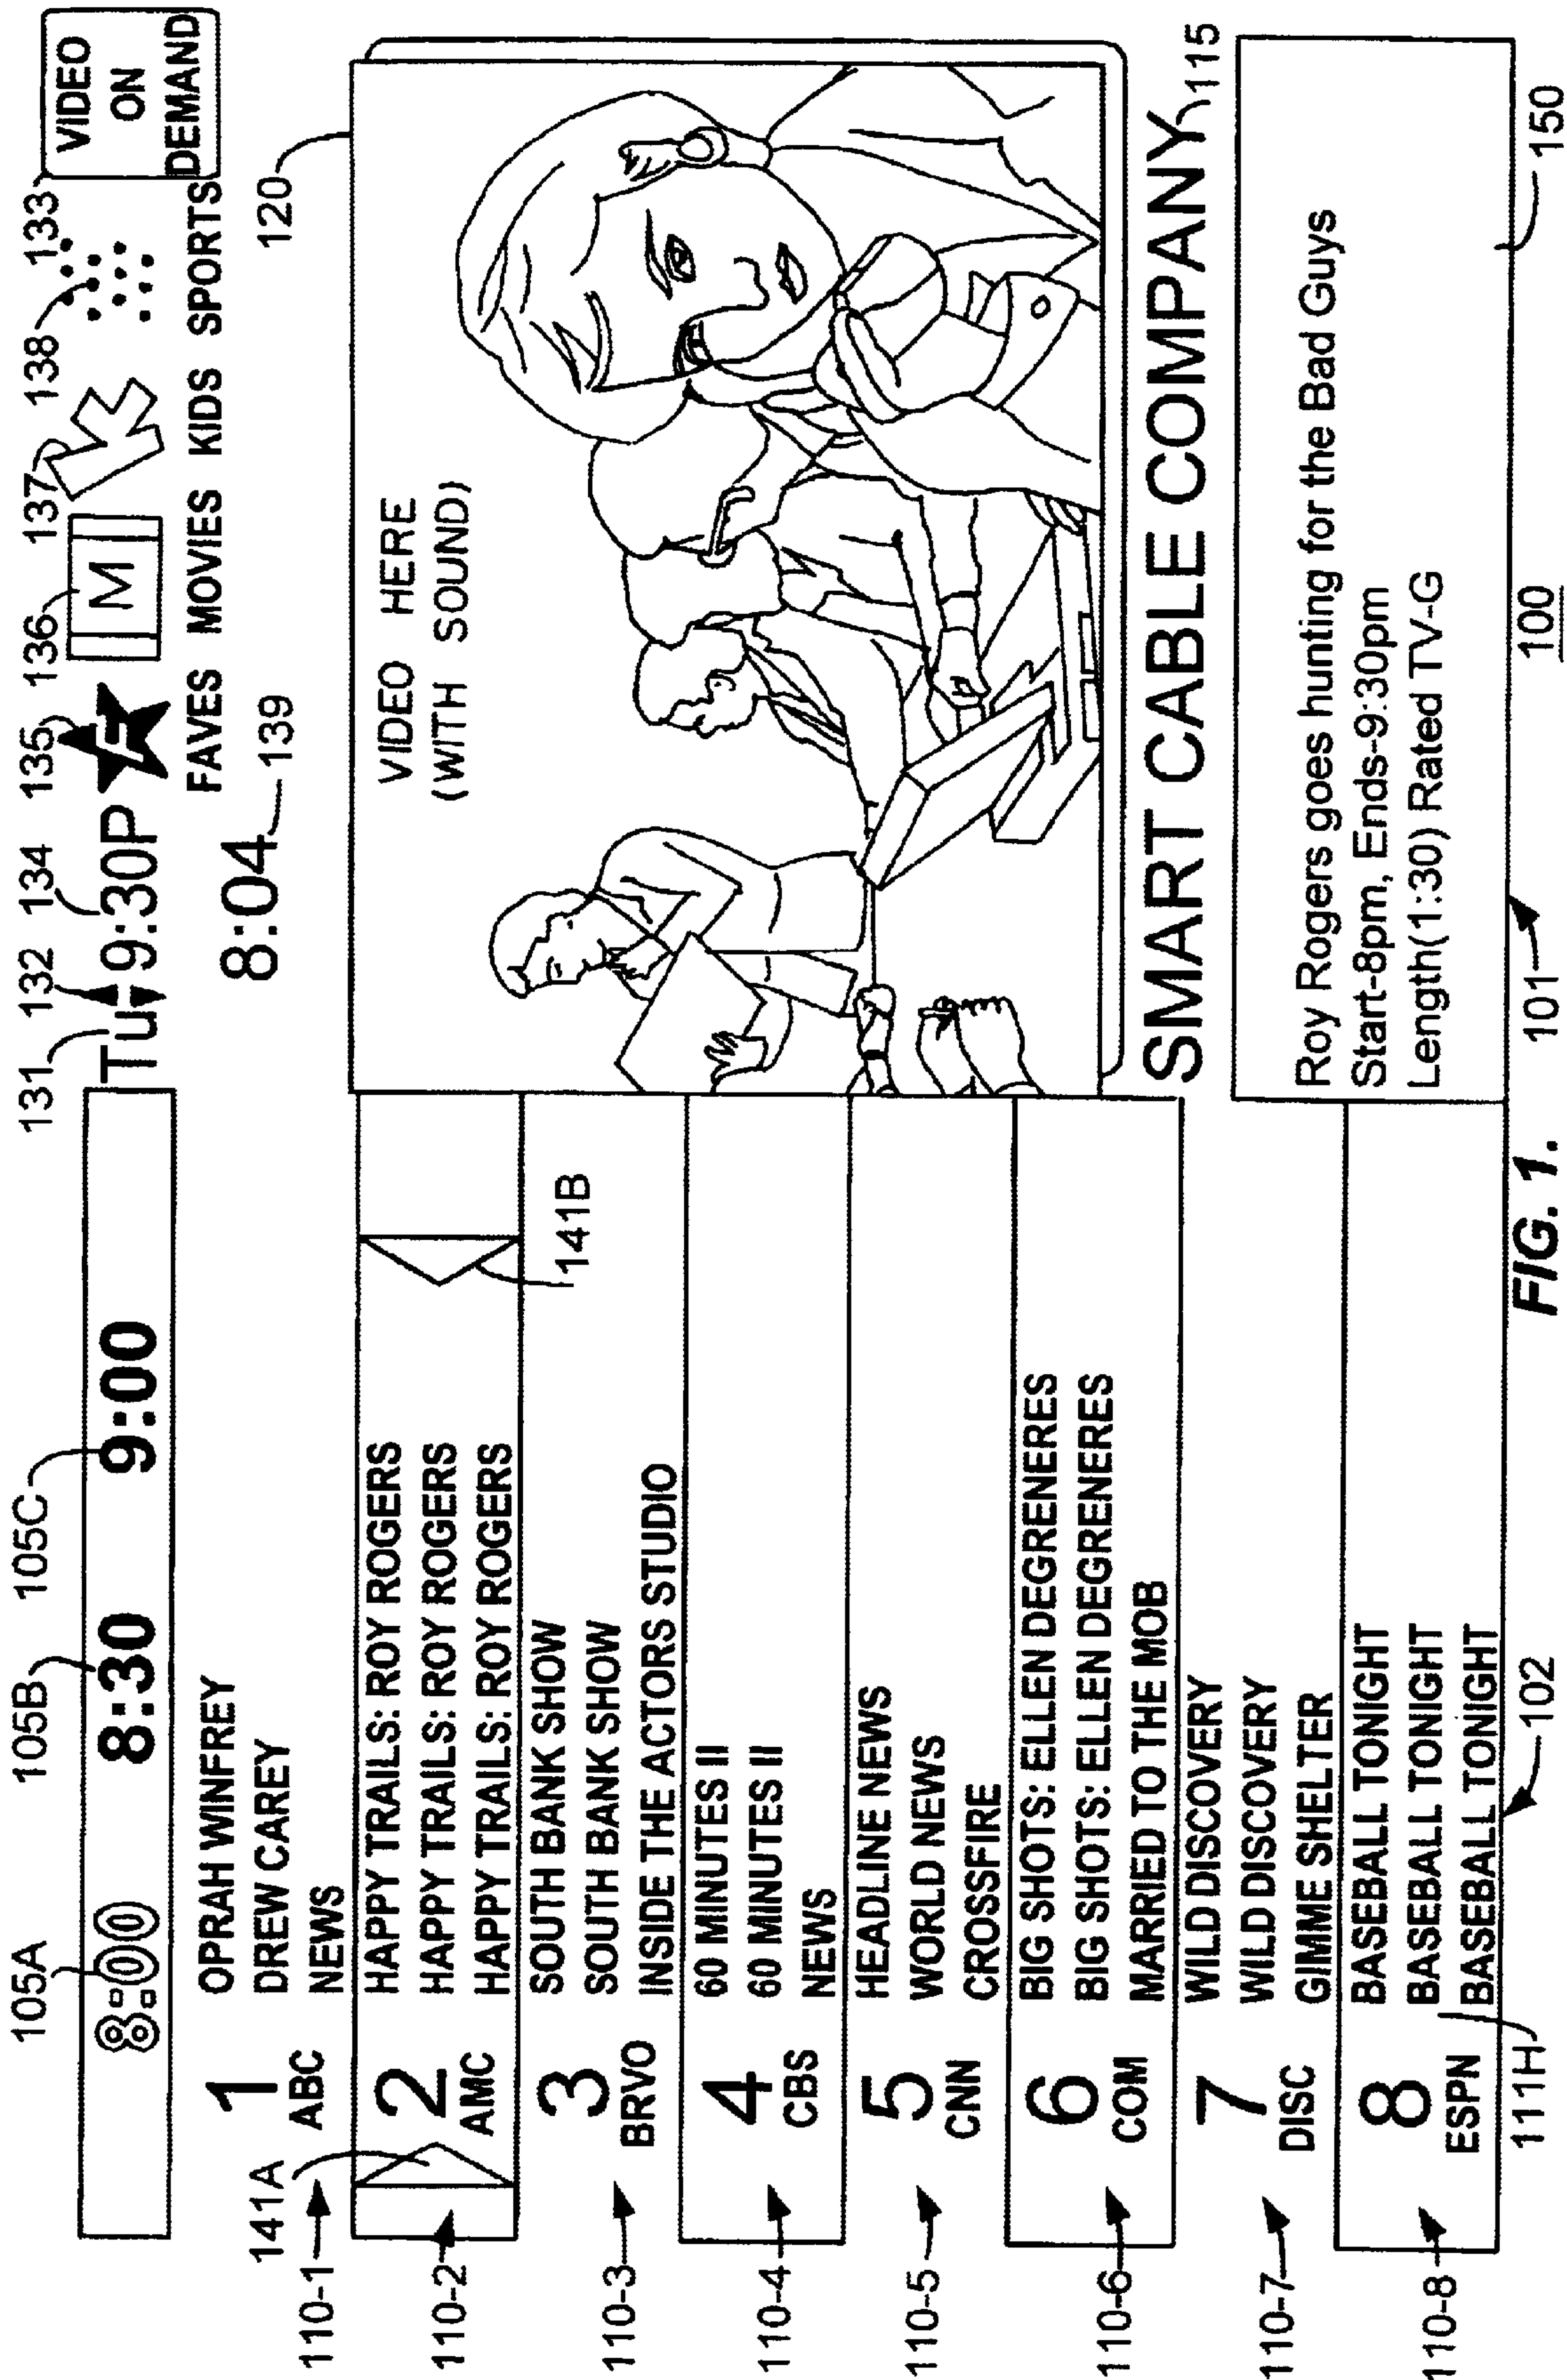 105A 105B 105C 131 132 134 135 136 137 138 133
8:00 8:30 9:00 Tu 9:30P F M VIDEO ON DEMAND
FAVES MOVIES KIDS SPORTS
8:04 139
120
110-1
1 ABC
OPRAH WINFREY
DREW CAREY
NEWS
141A
110-2
2 AMC
HAPPY TRAILS: ROY ROGERS
HAPPY TRAILS: ROY ROGERS
HAPPY TRAILS: ROY ROGERS
141B
110-3
3 BRVO
SOUTH BANK SHOW
SOUTH BANK SHOW
INSIDE THE ACTORS STUDIO
110-4
4 CBS
60 MINUTES II
60 MINUTES II
NEWS
110-5
5 CNN
HEADLINE NEWS
WORLD NEWS
CROSSFIRE
110-6
6 COM
BIG SHOTS: ELLEN DEGRENERES
BIG SHOTS: ELLEN DEGRENERES
MARRIED TO THE MOB
110-7
7 DISC
WILD DISCOVERY
WILD DISCOVERY
GIMME SHELTER
110-8
8 ESPN
BASEBALL TONIGHT
BASEBALL TONIGHT
BASEBALL TONIGHT
111H
102
VIDEO HERE
(WITH SOUND)
SMART CABLE COMPANY 115
Roy Rogers goes hunting for the Bad Guys
Start-8pm, Ends-9:30pm
Length(1:30) Rated TV-G
101 100 150
FIG. 1.